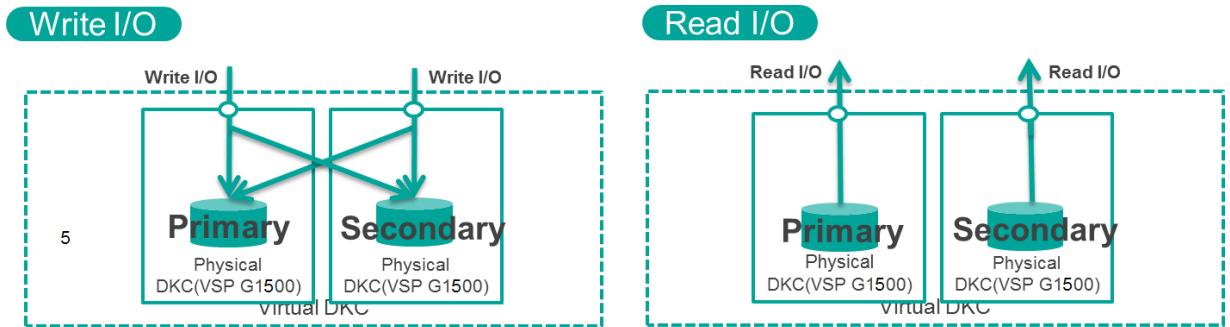 Write I/O
Write I/O
Write I/O
Primary
Secondary
5
Physical
DKC(VSP G1500)
Physical
DKC(VSP G1500)
Virtual DKC
Read I/O
Read I/O
Read I/O
Primary
Secondary
Physical
DKC(VSP G1500)
Physical
DKC(VSP G1500)
Virtual DKC